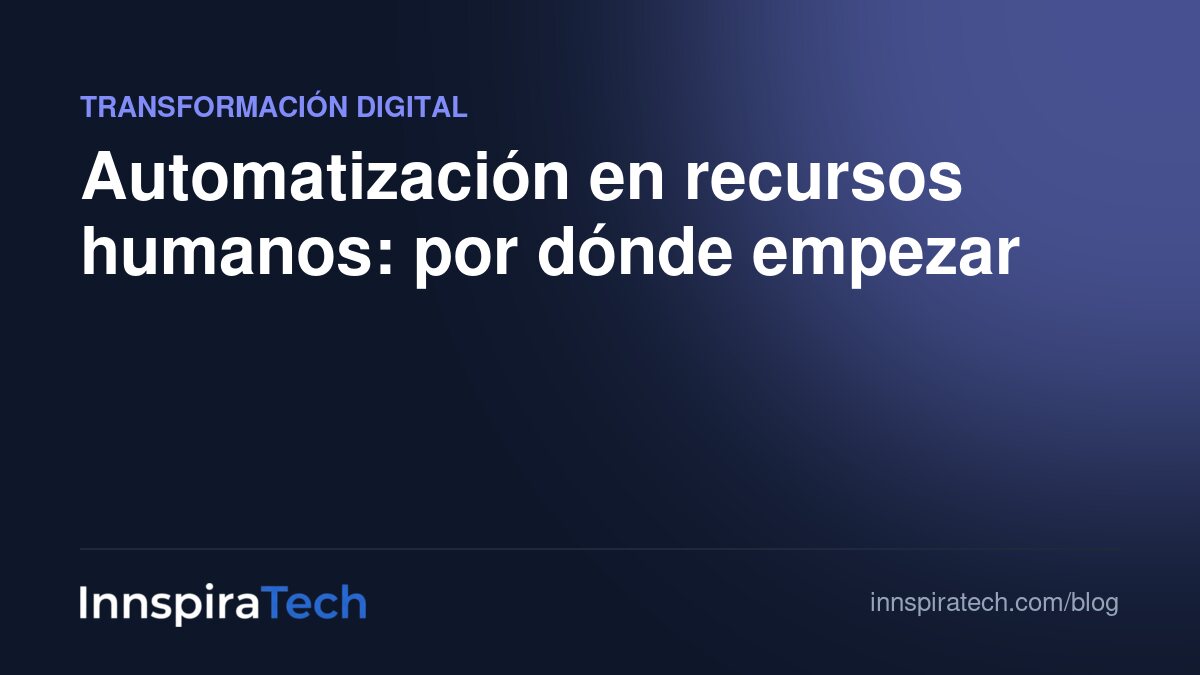 TRANSFORMACIÓN DIGITAL
Automatización en recursos
humanos: por dónde empezar
InnspiraTech
innspiratech.com/blog